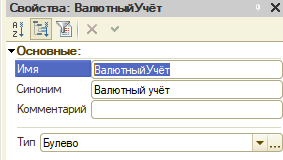 Свойства: ВалютныйУчёт
Основные:
Имя ВалютныйУчёт
Синоним Валютный учёт
Комментарий
Тип Булево ...